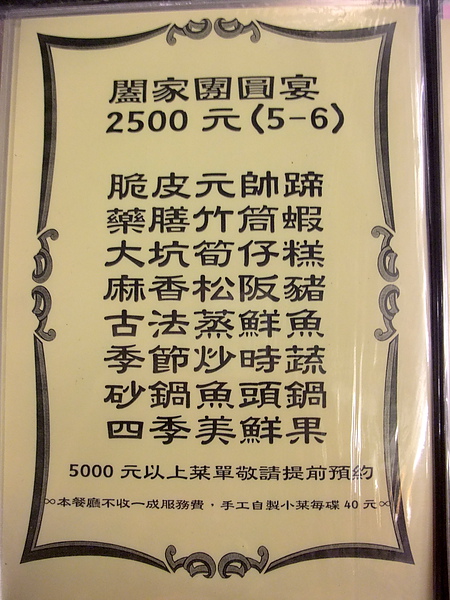 闔家團圓宴
2500 元(5-6)
脆皮元帥蹄
藥膳竹筒蝦
大坑筍仔糕
麻香松阪豬
古法蒸鮮魚
季節炒時蔬
砂鍋魚頭鍋
四季美鮮果
5000 元以上菜單敬請提前預約
∞本餐廳不收一成服務費‧手工自製小菜每碟 40 元∞